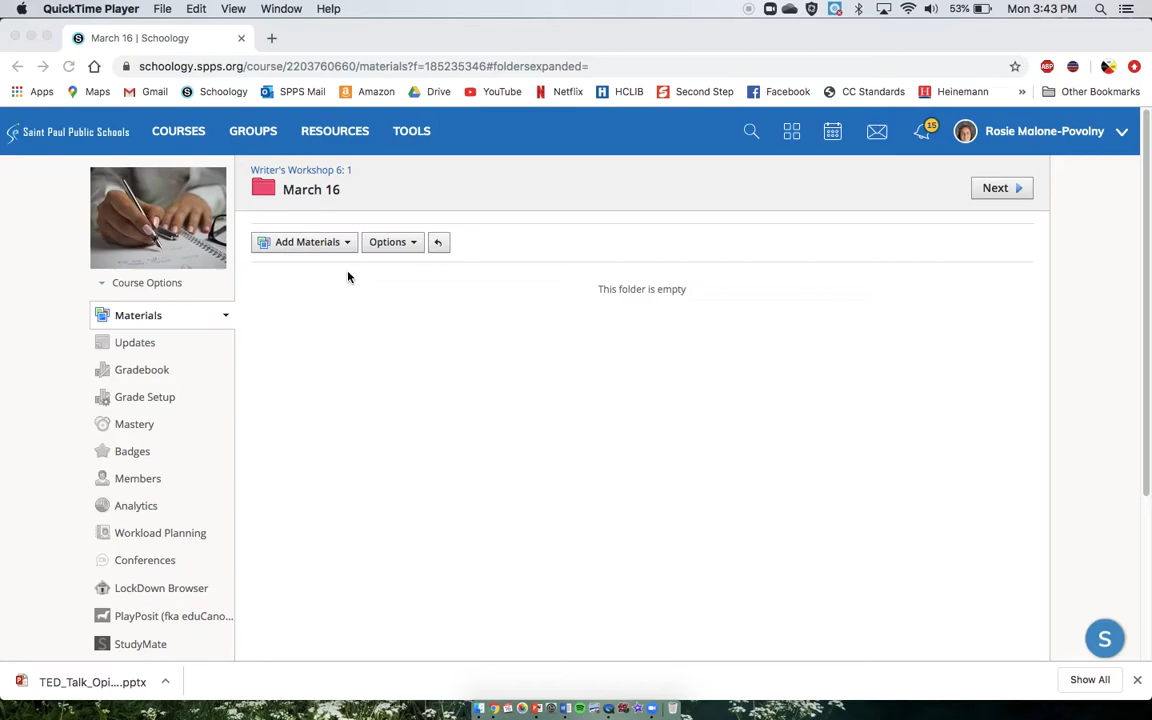 QuickTime Player File Edit View Window Help 53% Mon 3:43 PM
March 16 | Schoology
schoology.spps.org/course/2203760660/materials?f=185235346#foldersexpanded=
Apps Maps Gmail Schoology SPPS Mail Amazon Drive YouTube Netflix HCLIB Second Step Facebook CC Standards Heinemann » Other Bookmarks
Saint Paul Public Schools COURSES GROUPS RESOURCES TOOLS 15 Rosie Malone-Povolny
Writer's Workshop 6: 1
March 16
Next
Add Materials Options
This folder is empty
Course Options
Materials
Updates
Gradebook
Grade Setup
Mastery
Badges
Members
Analytics
Workload Planning
Conferences
LockDown Browser
PlayPosit (fka eduCano...
StudyMate
S
TED_Talk_Opi....pptx
Show All